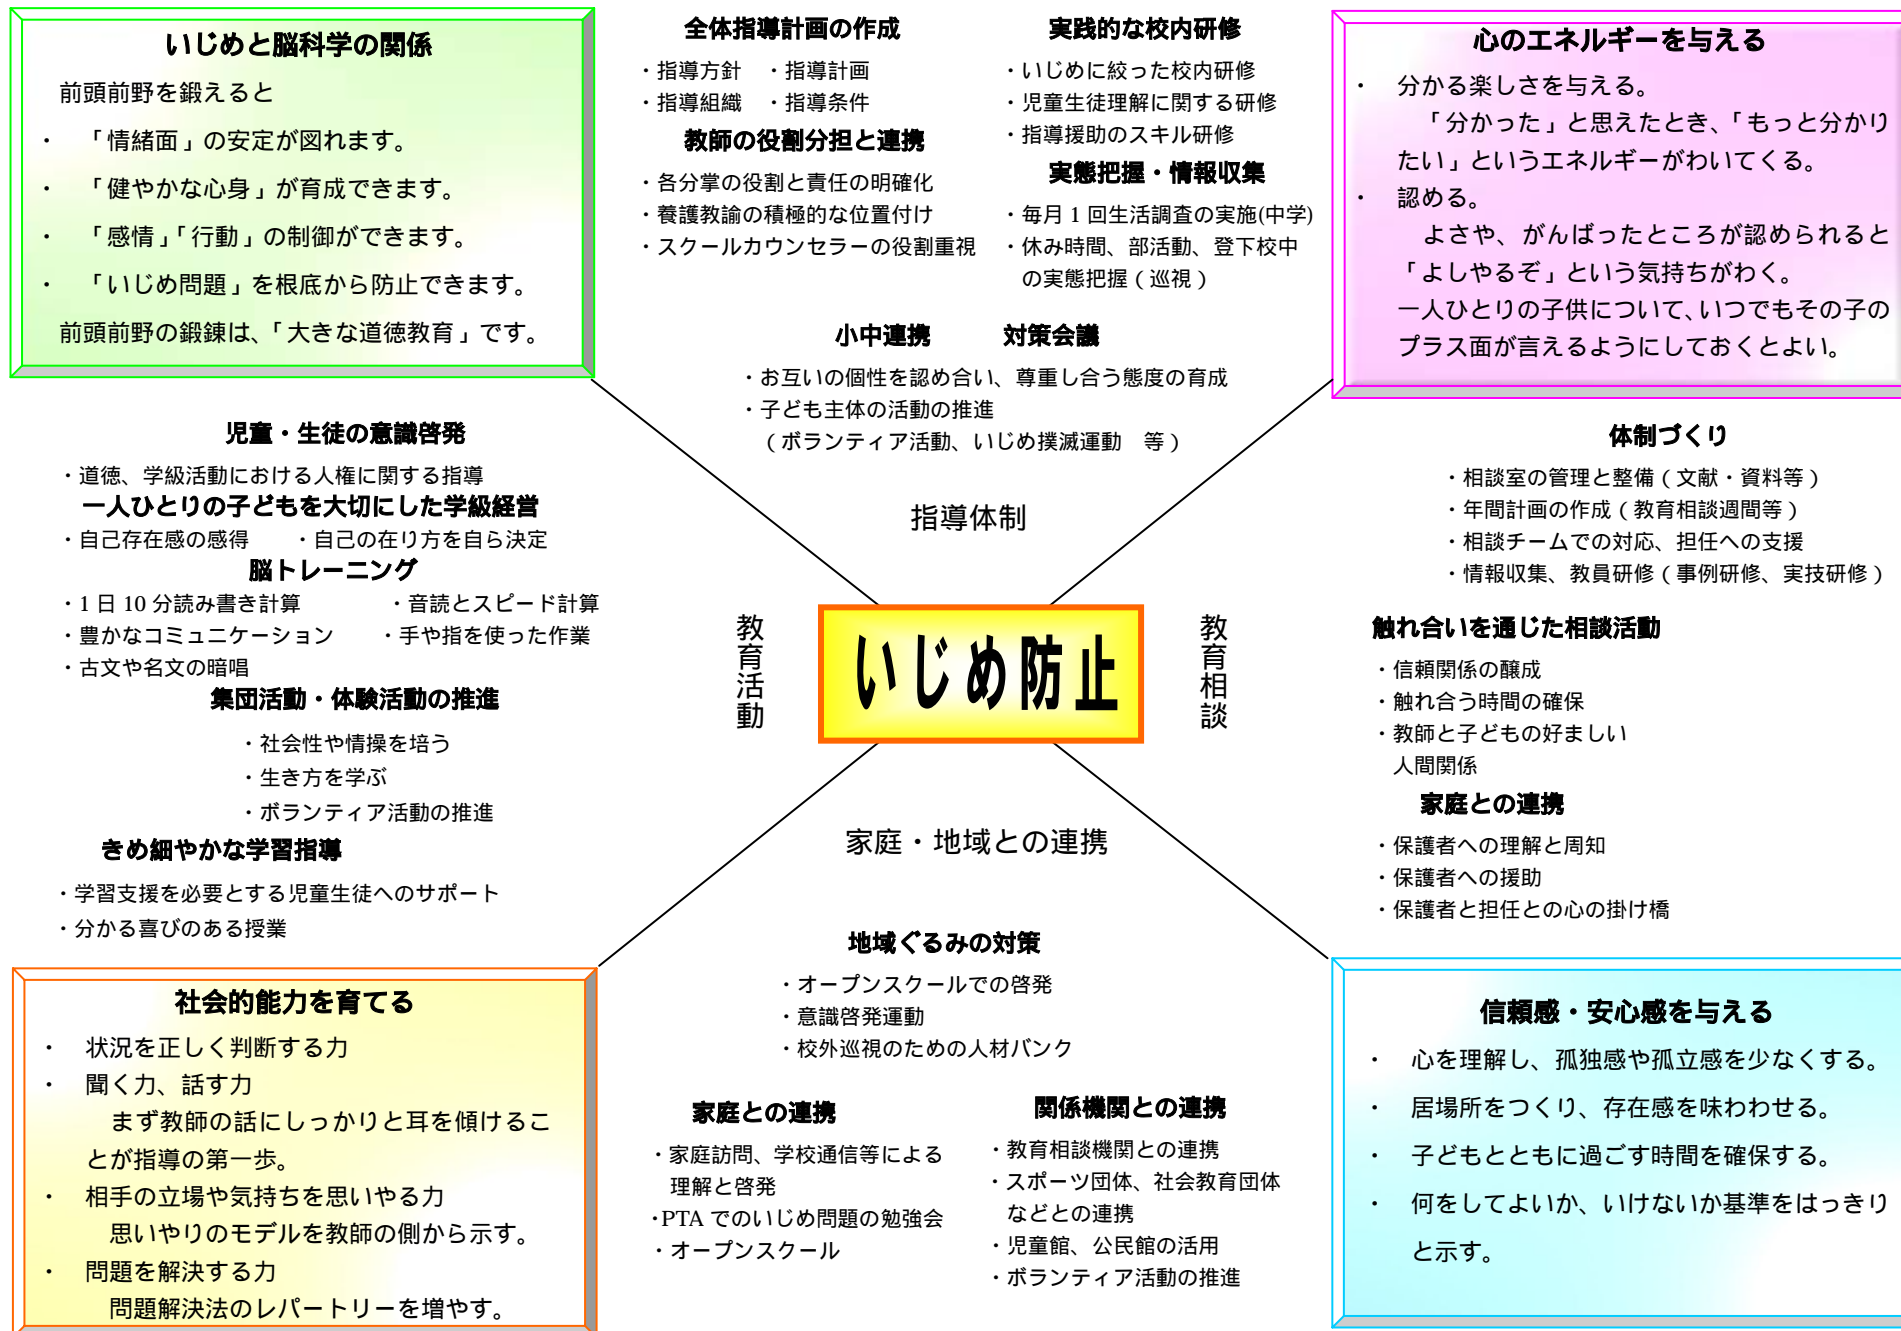 いじめと脳科学の関係
前頭前野を鍛えると
・ 「情緒面」の安定が図れます。
・ 「健やかな心身」が育成できます。
・ 「感情」「行動」の制御ができます。
・ 「いじめ問題」を根底から防止できます。
前頭前野の鍛錬は、「大きな道徳教育」です。
全体指導計画の作成
・指導方針 ・指導計画
・指導組織 ・指導条件
教師の役割分担と連携
・各分掌の役割と責任の明確化
・養護教諭の積極的な位置付け
・スクールカウンセラーの役割重視
実践的な校内研修
・いじめに絞った校内研修
・児童生徒理解に関する研修
・指導援助のスキル研修
実態把握・情報収集
・毎月1回生活調査の実施(中学)
・休み時間、部活動、登下校中
の実態把握(巡視)
小中連携 対策会議
・お互いの個性を認め合い、尊重し合う態度の育成
・子ども主体の活動の推進
(ボランティア活動、いじめ撲滅運動 等)
指導体制
心のエネルギーを与える
・ 分かる楽しさを与える。
「分かった」と思えたとき、「もっと分かり
たい」というエネルギーがわいてくる。
・ 認める。
よさや、がんばったところが認められると
「よしやるぞ」という気持ちがわく。
一人ひとりの子供について、いつでもその子の
プラス面が言えるようにしておくとよい。
児童・生徒の意識啓発
・道徳、学級活動における人権に関する指導
一人ひとりの子どもを大切にした学級経営
・自己存在感の感得 ・自己の在り方を自ら決定
脳トレーニング
・1日10分読み書き計算 ・音読とスピード計算
・豊かなコミュニケーション ・手や指を使った作業
・古文や名文の暗唱
集団活動・体験活動の推進
・社会性や情操を培う
・生き方を学ぶ
・ボランティア活動の推進
きめ細やかな学習指導
・学習支援を必要とする児童生徒へのサポート
・分かる喜びのある授業
教育活動
いじめ防止
教育相談
体制づくり
・相談室の管理と整備(文献・資料等)
・年間計画の作成(教育相談週間等)
・相談チームでの対応、担任への支援
・情報収集、教員研修(事例研修、実技研修)
触れ合いを通じた相談活動
・信頼関係の醸成
・触れ合う時間の確保
・教師と子どもの好ましい
人間関係
家庭との連携
・保護者への理解と周知
・保護者への援助
・保護者と担任との心の掛け橋
家庭・地域との連携
地域ぐるみの対策
・オープンスクールでの啓発
・意識啓発運動
・校外巡視のための人材バンク
家庭との連携
・家庭訪問、学校通信等による
理解と啓発
・PTAでのいじめ問題の勉強会
・オープンスクール
関係機関との連携
・教育相談機関との連携
・スポーツ団体、社会教育団体
などとの連携
・児童館、公民館の活用
・ボランティア活動の推進
社会的能力を育てる
・ 状況を正しく判断する力
・ 聞く力、話す力
まず教師の話にしっかりと耳を傾けるこ
とが指導の第一歩。
・ 相手の立場や気持ちを思いやる力
思いやりのモデルを教師の側から示す。
・ 問題を解決する力
問題解決法のレパートリーを増やす。
信頼感・安心感を与える
・ 心を理解し、孤独感や孤立感を少なくする。
・ 居場所をつくり、存在感を味わわせる。
・ 子どもとともに過ごす時間を確保する。
・ 何をしてよいか、いけないか基準をはっきり
と示す。